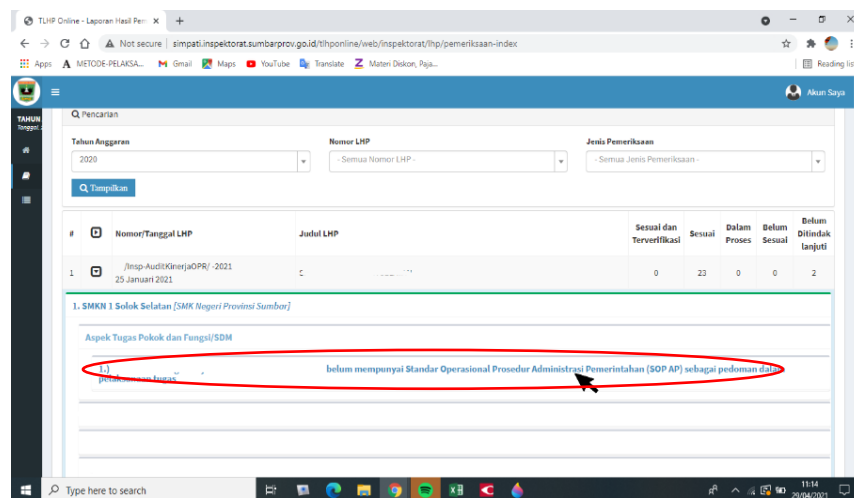 TLHP Online - Laporan Hasil Pem
Not secure | simpati.inspektorat.sumbarprov.go.id/tlhponline/web/inspektorat/lhp/pemeriksaan-index
Apps METODE-PELAKSA... Gmail Maps YouTube Translate Materi Diskon, Paja... Reading list
Akun Saya
TAHUN
Tanggal
Pencarian
Tahun Anggaran Nomor LHP Jenis Pemeriksaan
2020 - Semua Nomor LHP - - Semua Jenis Pemeriksaan -
Tampilkan
# Nomor/Tanggal LHP Judul LHP Sesuai dan Terverifikasi Sesuai Dalam Proses Belum Sesuai Belum Ditindak lanjuti
1 /Insp-AuditKinerjaOPR/ -2021 0 23 0 0 2
25 Januari 2021
1. SMKN 1 Solok Selatan [SMK Negeri Provinsi Sumbar]
Aspek Tugas Pokok dan Fungsi/SDM
1.) belum mempunyai Standar Operasional Prosedur Administrasi Pemerintahan (SOP AP) sebagai pedoman dalam
pelaksanaan tugas
Type here to search
11:14
29/04/2021